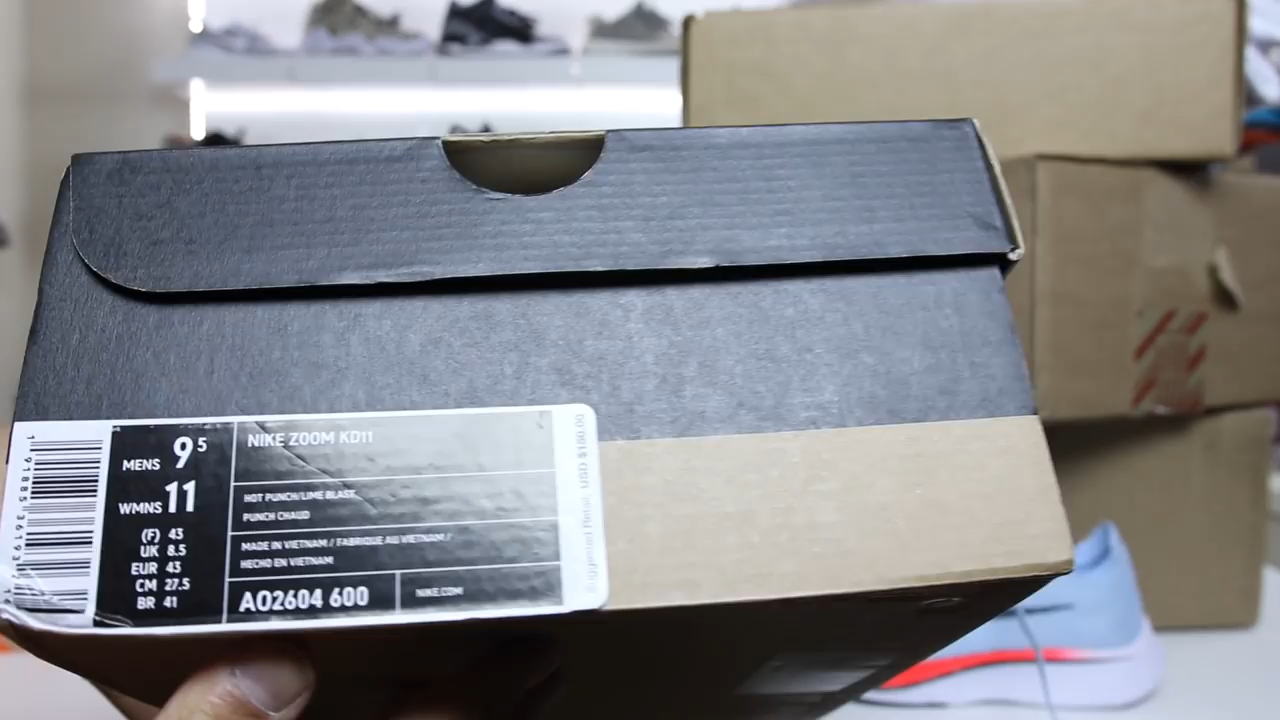 MENS 9 5
WMNS 11
(F) 43
UK 8.5
EUR 43
CM 27.5
BR 41
NIKE ZOOM KD11
HOT PUNCH/LIME BLAST
PUNCH CHAUD
MADE IN VIETNAM / FABRIQUE AU VIETNAM /
HECHO EN VIETNAM
AO2604 600
NIKE.COM
Suggested Retail: USD $150.00